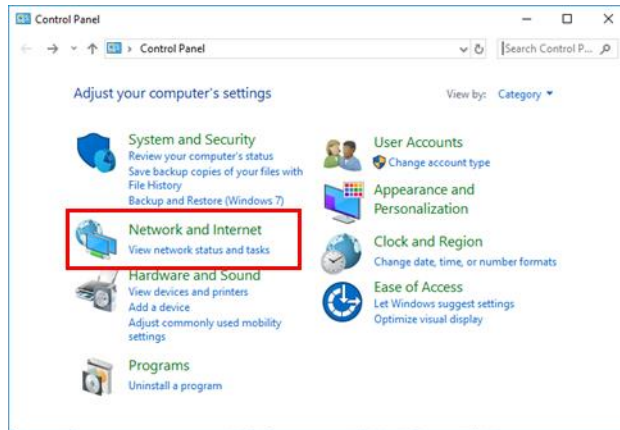 Control Panel
Control Panel
Search Control P...
Adjust your computer's settings
View by: Category
System and Security
Review your computer's status
Save backup copies of your files with
File History
Backup and Restore (Windows 7)
Network and Internet
View network status and tasks
Hardware and Sound
View devices and printers
Add a device
Adjust commonly used mobility
settings
Programs
Uninstall a program
User Accounts
Change account type
Appearance and
Personalization
Clock and Region
Change date, time, or number formats
Ease of Access
Let Windows suggest settings
Optimize visual display